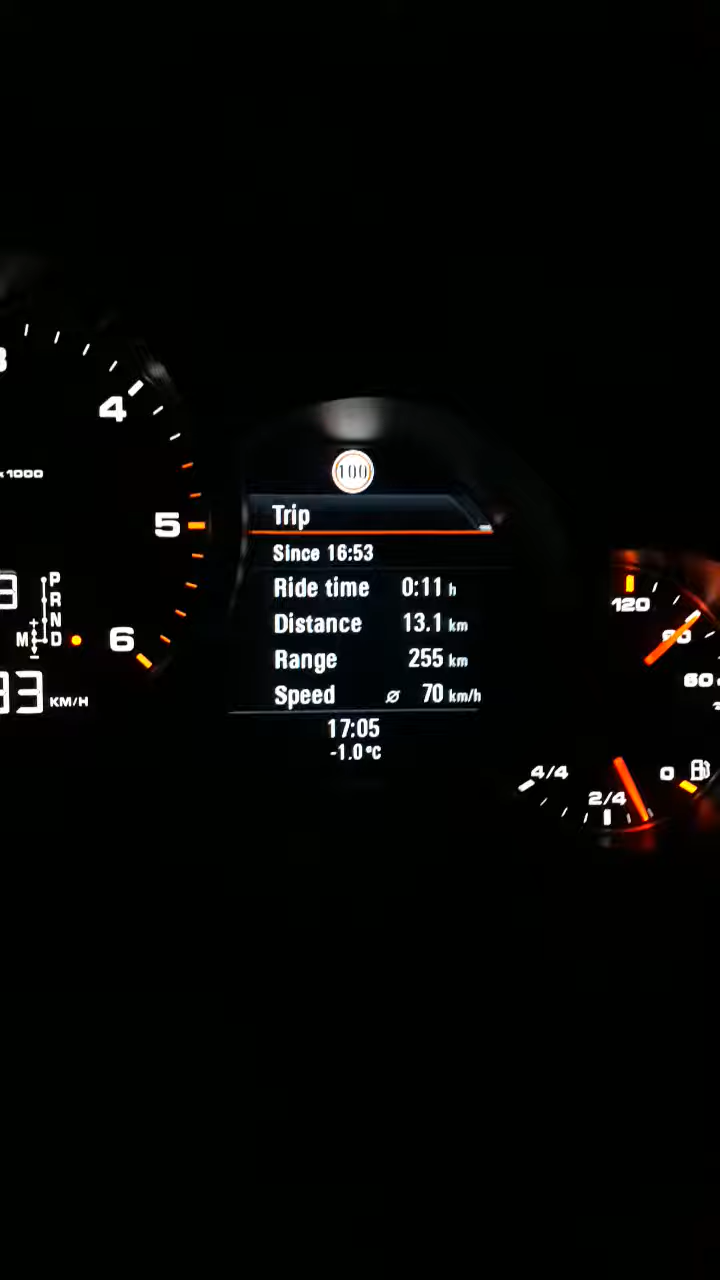 4
x1000
5
P
R
N
M D
+
-
6
KM/H
100
Trip
Since 16:53
Ride time 0:11 h
Distance 13.1 km
Range 255 km
Speed ⌀ 70 km/h
17:05
-1.0°C
120
90
60
4/4
2/4
0